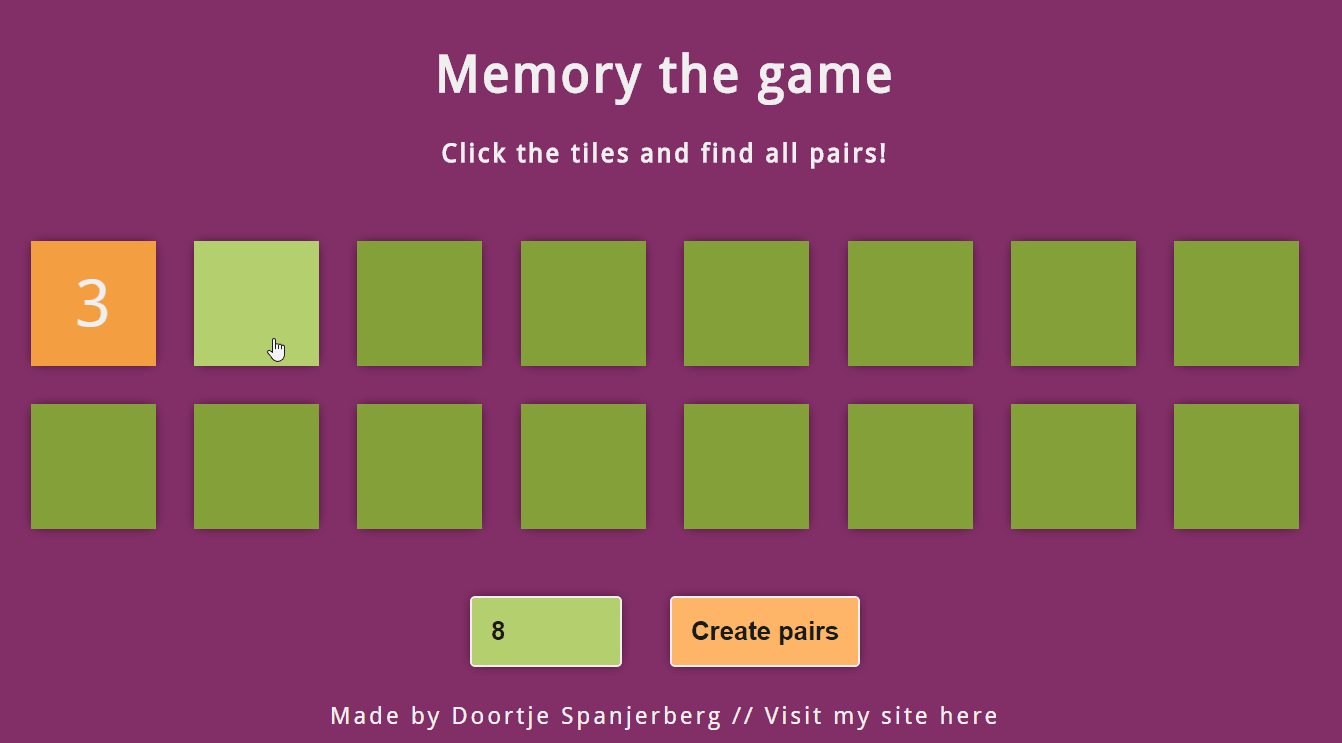 Memory the game
Click the tiles and find all pairs!
3
8
Create pairs
Made by Doortje Spanjerberg // Visit my site here